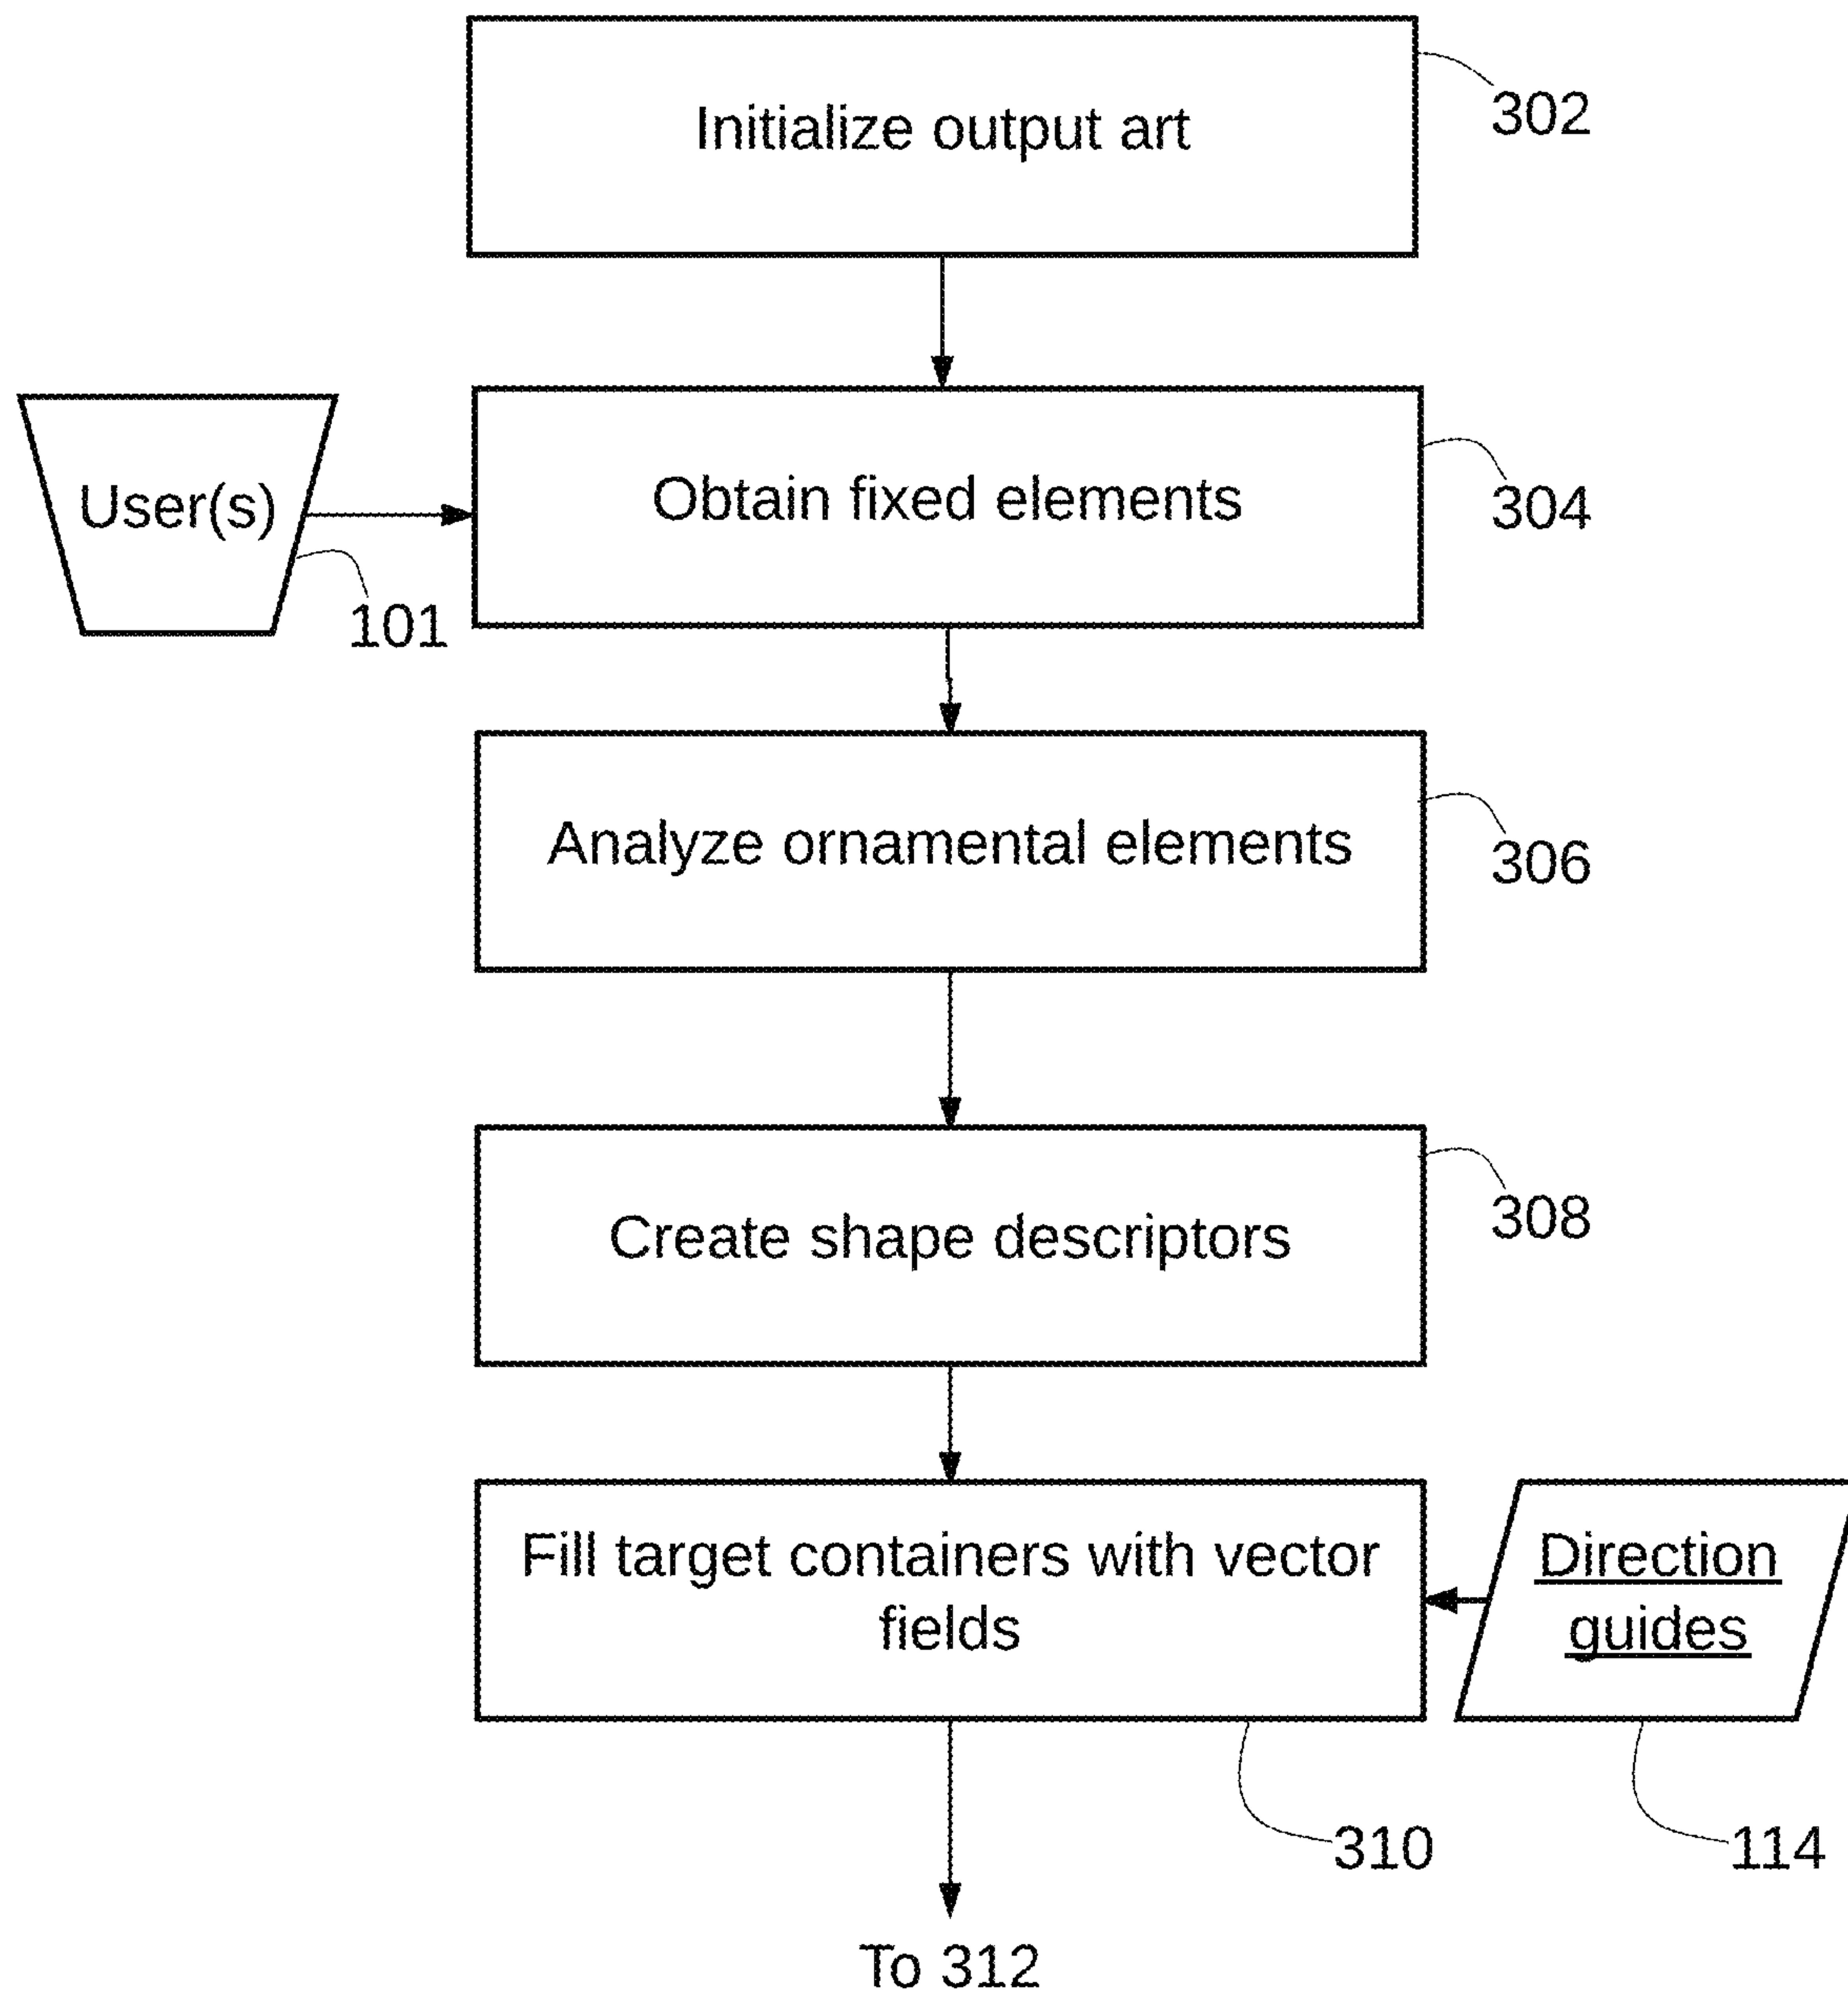 Initialize output art
302
User(s)
101
Obtain fixed elements
304
Analyze ornamental elements
306
Create shape descriptors
308
Fill target containers with vector
fields
310
Direction
guides
114
To 312